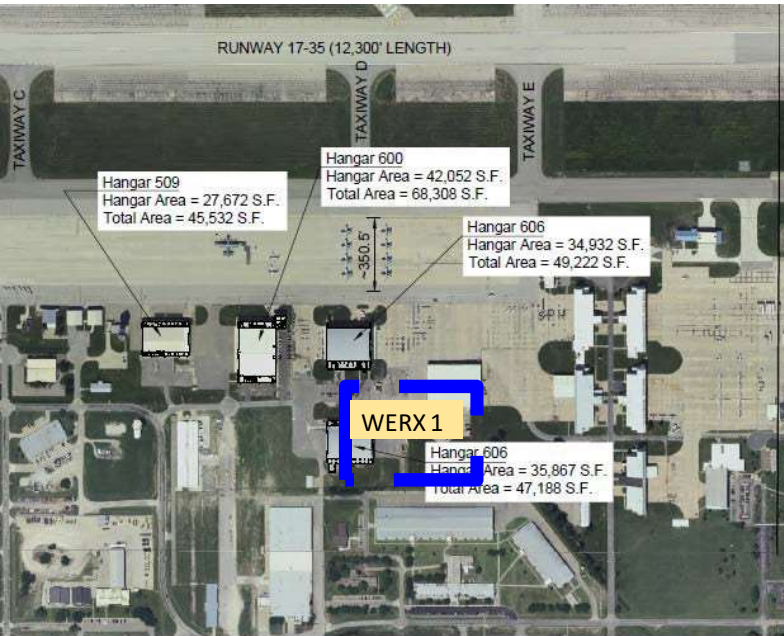 RUNWAY 17-35 (12,300' LENGTH)
TAXIWAY C
TAXIWAY D
TAXIWAY E
Hangar 600
Hangar Area = 42,052 S.F.
Total Area = 68,308 S.F.
Hangar 509
Hangar Area = 27,672 S.F.
Total Area = 45,532 S.F.
Hangar 606
Hangar Area = 34,932 S.F.
Total Area = 49,222 S.F.
~350.5'
WERX 1
Hangar 606
Hangar Area = 35,867 S.F.
Total Area = 47,188 S.F.